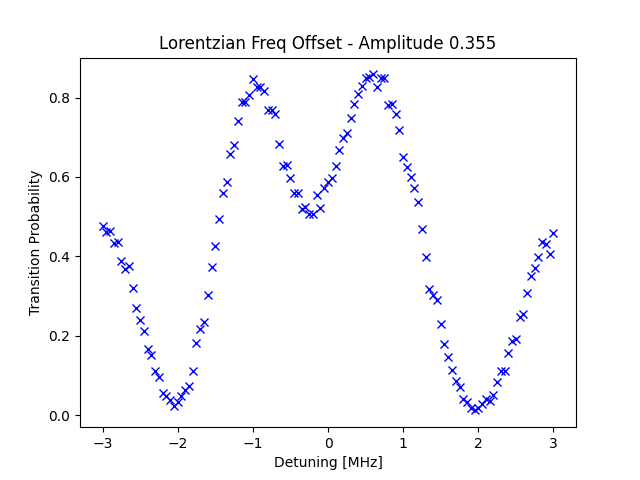 Lorentzian Freq Offset - Amplitude 0.355
Transition Probability
0.8
0.6
0.4
0.2
0.0
−3 −2 −1 0 1 2 3
Detuning [MHz]